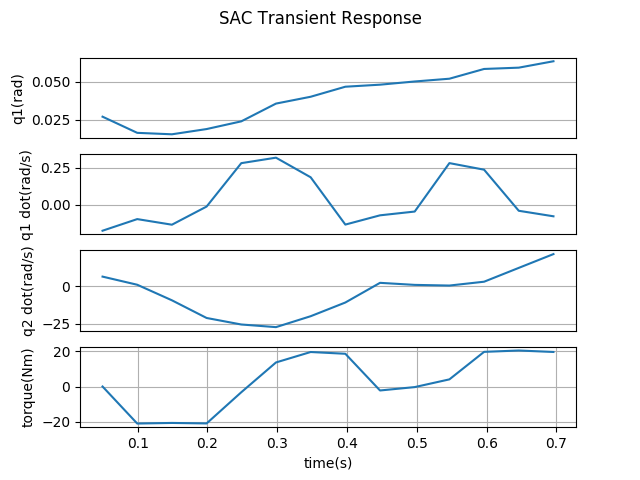 SAC Transient Response
q1(rad)
0.050
0.025
q1 dot(rad/s)
0.25
0.00
q2 dot(rad/s)
0
−25
torque(Nm)
20
0
−20
0.1 0.2 0.3 0.4 0.5 0.6 0.7
time(s)